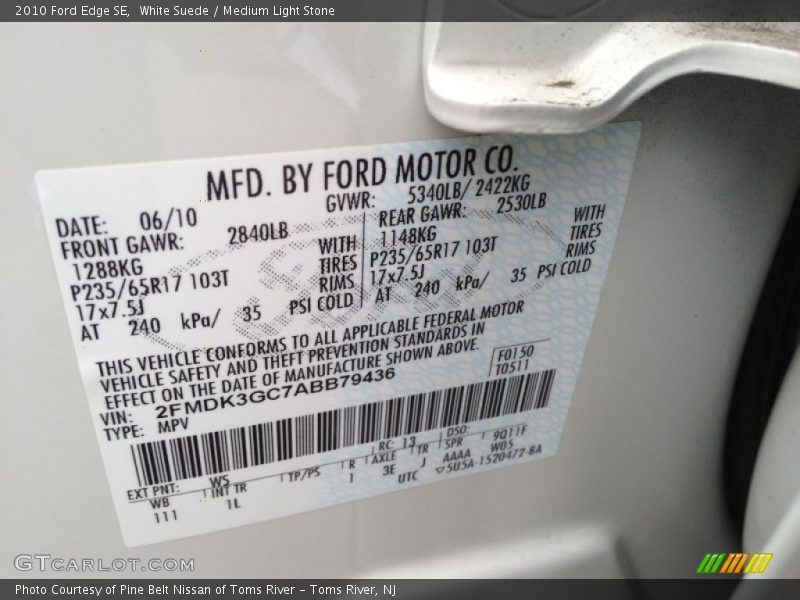 2010 Ford Edge SE, White Suede / Medium Light Stone
MFD. BY FORD MOTOR CO.
DATE: 06/10 GVWR: 5340LB/ 2422KG
FRONT GAWR: 2840LB REAR GAWR: 2530LB
1288KG WITH 1148KG WITH
P235/65R17 103T TIRES P235/65R17 103T TIRES
17x7.5J RIMS 17x7.5J RIMS
AT 240 kPa/ 35 PSI COLD AT 240 kPa/ 35 PSI COLD
THIS VEHICLE CONFORMS TO ALL APPLICABLE FEDERAL MOTOR
VEHICLE SAFETY AND THEFT PREVENTION STANDARDS IN
EFFECT ON THE DATE OF MANUFACTURE SHOWN ABOVE.
VIN: 2FMDK3GC7ABB79436
TYPE: MPV
F0150
T0511
EXT PNT: WS RC: 13 DSO: 9011F
WB INT TR TP/PS R AXLE TR SPR W05
111 1L 1 3E J AAAA
UTC ▽5U5A-1520472-BA
GTCARLOT.COM
Photo Courtesy of Pine Belt Nissan of Toms River – Toms River, NJ